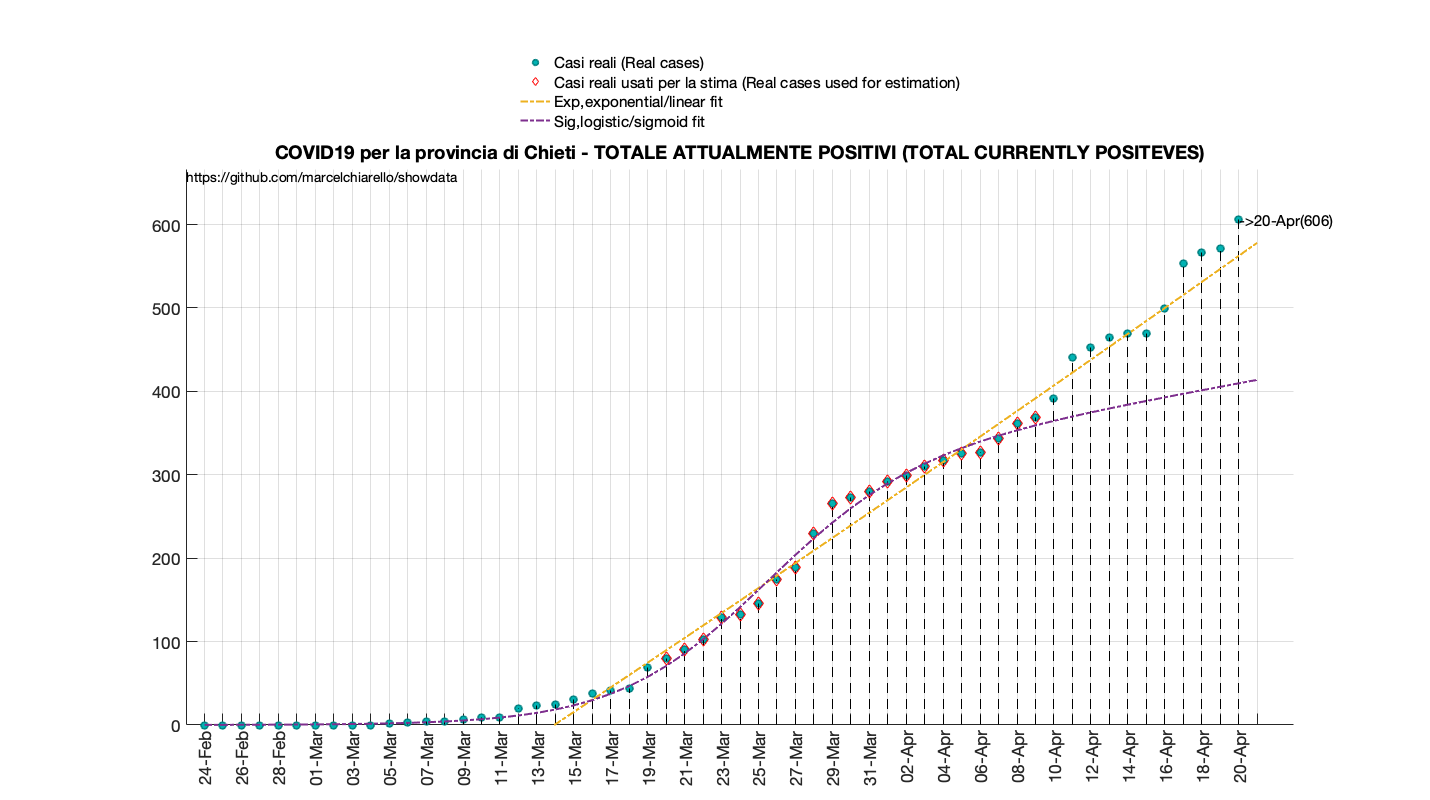 Casi reali (Real cases)
Casi reali usati per la stima (Real cases used for estimation)
Exp,exponential/linear fit
Sig,logistic/sigmoid fit
COVID19 per la provincia di Chieti - TOTALE ATTUALMENTE POSITIVI (TOTAL CURRENTLY POSITEVES)
https://github.com/marcelchiarello/showdata
600
500
400
300
200
100
0
->20-Apr(606)
24-Feb
26-Feb
28-Feb
01-Mar
03-Mar
05-Mar
07-Mar
09-Mar
11-Mar
13-Mar
15-Mar
17-Mar
19-Mar
21-Mar
23-Mar
25-Mar
27-Mar
29-Mar
31-Mar
02-Apr
04-Apr
06-Apr
08-Apr
10-Apr
12-Apr
14-Apr
16-Apr
18-Apr
20-Apr